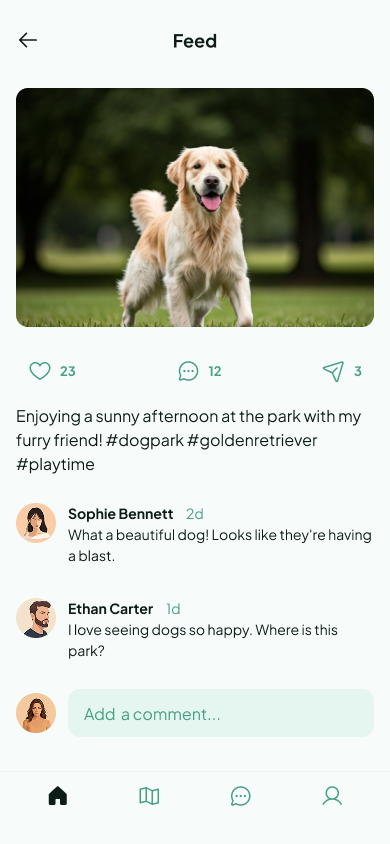 Feed
23
12
3
Enjoying a sunny afternoon at the park with my
furry friend! #dogpark #goldenretriever
#playtime
Sophie Bennett 2d
What a beautiful dog! Looks like they're having
a blast.
Ethan Carter 1d
I love seeing dogs so happy. Where is this
park?
Add a comment...